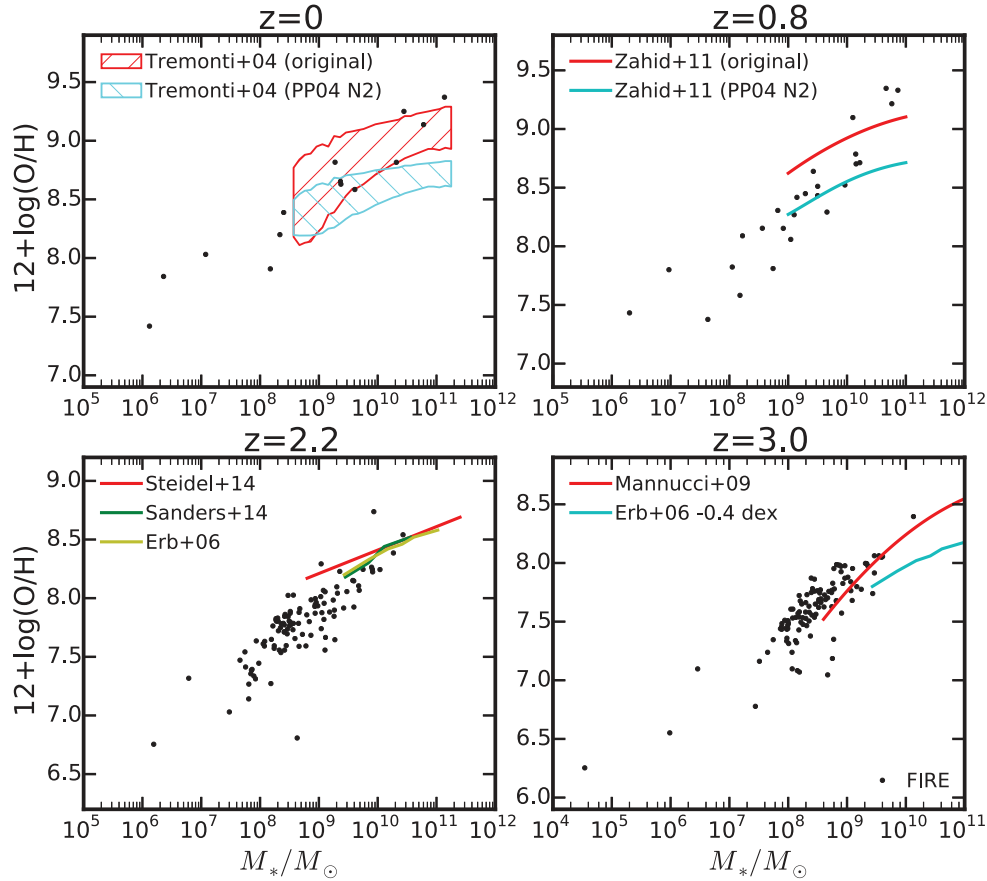 z=0
z=0.8
12+log(O/H)
9.5
9.0
8.5
8.0
7.5
7.0
Tremonti+04 (original)
Tremonti+04 (PP04 N2)
10^5 10^6 10^7 10^8 10^9 10^10 10^11 10^12
9.5
9.0
8.5
8.0
7.5
7.0
Zahid+11 (original)
Zahid+11 (PP04 N2)
10^5 10^6 10^7 10^8 10^9 10^10 10^11 10^12
z=2.2
z=3.0
12+log(O/H)
9.0
8.5
8.0
7.5
7.0
6.5
Steidel+14
Sanders+14
Erb+06
10^5 10^6 10^7 10^8 10^9 10^10 10^11 10^12
M_*/M_⊙
8.5
8.0
7.5
7.0
6.5
6.0
Mannucci+09
Erb+06 -0.4 dex
FIRE
10^4 10^5 10^6 10^7 10^8 10^9 10^10 10^11
M_*/M_⊙